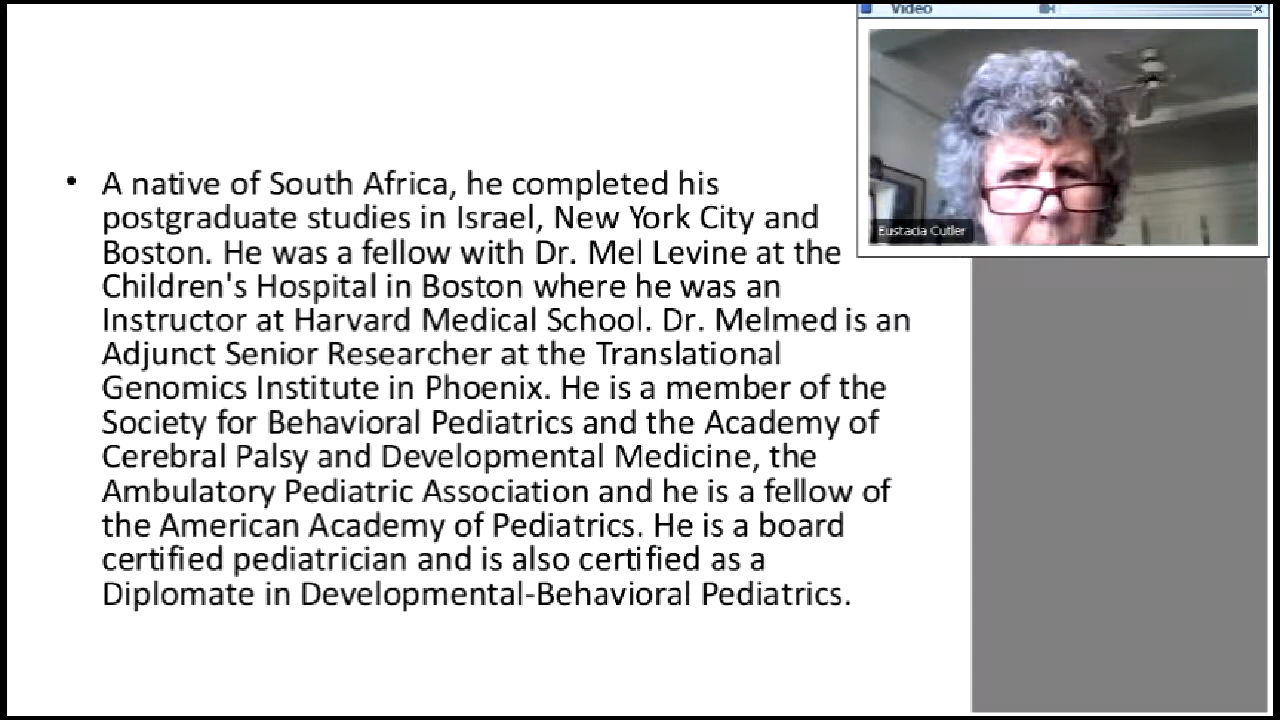 Video
Eustacia Cutler
• A native of South Africa, he completed his
postgraduate studies in Israel, New York City and
Boston. He was a fellow with Dr. Mel Levine at the
Children's Hospital in Boston where he was an
Instructor at Harvard Medical School. Dr. Melmed is an
Adjunct Senior Researcher at the Translational
Genomics Institute in Phoenix. He is a member of the
Society for Behavioral Pediatrics and the Academy of
Cerebral Palsy and Developmental Medicine, the
Ambulatory Pediatric Association and he is a fellow of
the American Academy of Pediatrics. He is a board
certified pediatrician and is also certified as a
Diplomate in Developmental-Behavioral Pediatrics.